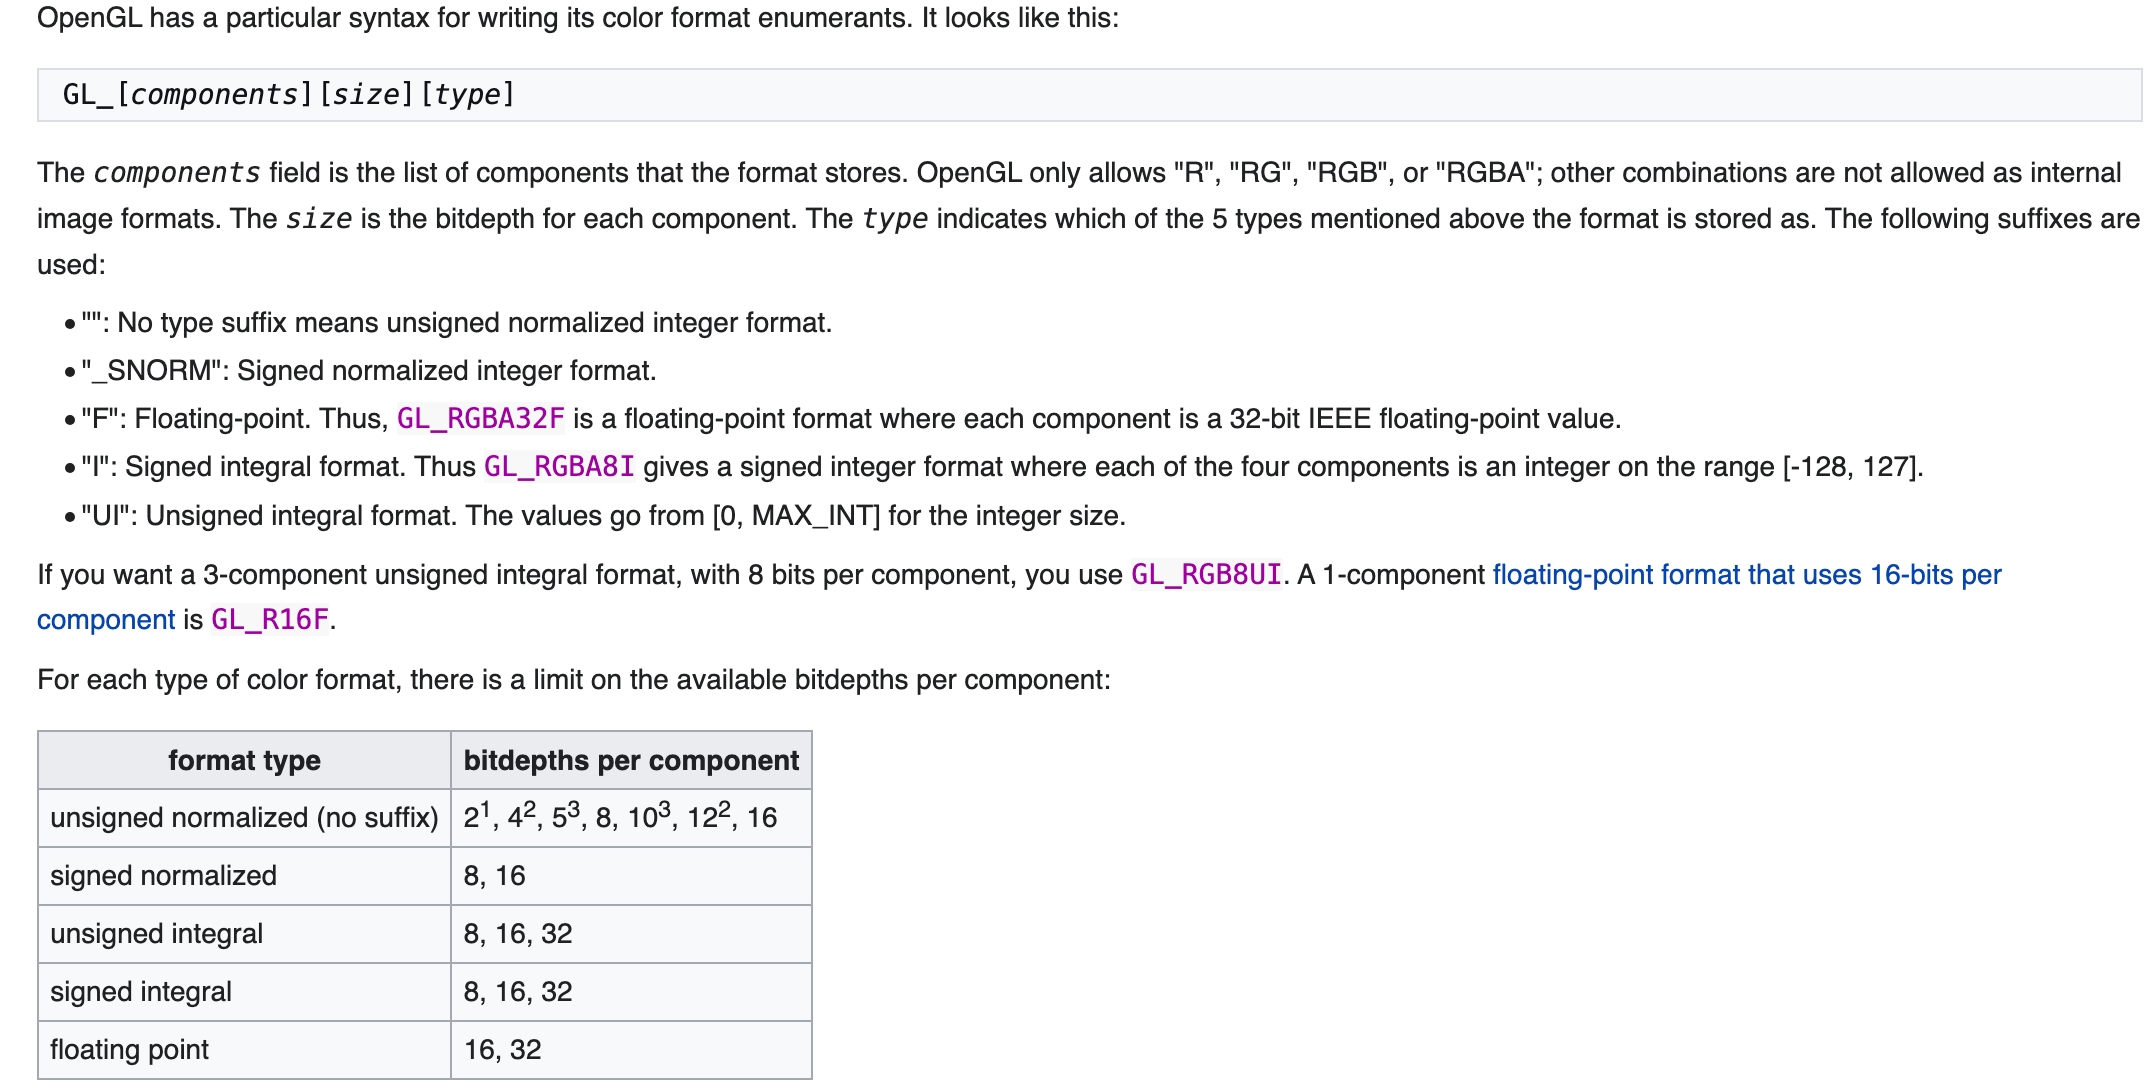 OpenGL has a particular syntax for writing its color format enumerants. It looks like this:
GL_[components][size][type]
The components field is the list of components that the format stores. OpenGL only allows "R", "RG", "RGB", or "RGBA"; other combinations are not allowed as internal
image formats. The size is the bitdepth for each component. The type indicates which of the 5 types mentioned above the format is stored as. The following suffixes are
used:
• "": No type suffix means unsigned normalized integer format.
• "_SNORM": Signed normalized integer format.
• "F": Floating-point. Thus, GL_RGBA32F is a floating-point format where each component is a 32-bit IEEE floating-point value.
• "I": Signed integral format. Thus GL_RGBA8I gives a signed integer format where each of the four components is an integer on the range [-128, 127].
• "UI": Unsigned integral format. The values go from [0, MAX_INT] for the integer size.
If you want a 3-component unsigned integral format, with 8 bits per component, you use GL_RGB8UI. A 1-component floating-point format that uses 16-bits per
component is GL_R16F.
For each type of color format, there is a limit on the available bitdepths per component:
format type bitdepths per component
unsigned normalized (no suffix) 2¹, 4², 5³, 8, 10³, 12², 16
signed normalized 8, 16
unsigned integral 8, 16, 32
signed integral 8, 16, 32
floating point 16, 32